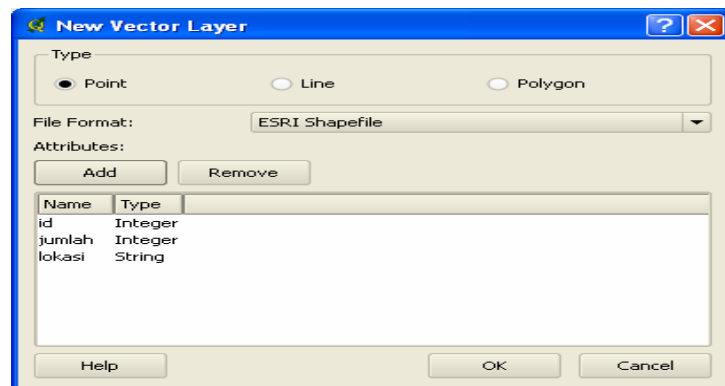 New Vector Layer
Type
Point Line Polygon
File Format: ESRI Shapefile
Attributes:
Add Remove
Name Type
id Integer
jumlah Integer
lokasi String
Help OK Cancel